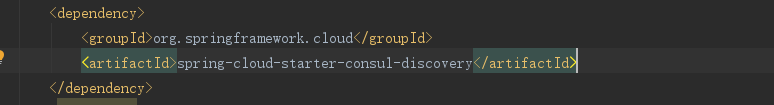 <dependency>
<groupId>org.springframework.cloud</groupId>
<artifactId>spring-cloud-starter-consul-discovery</artifactId>
</dependency>